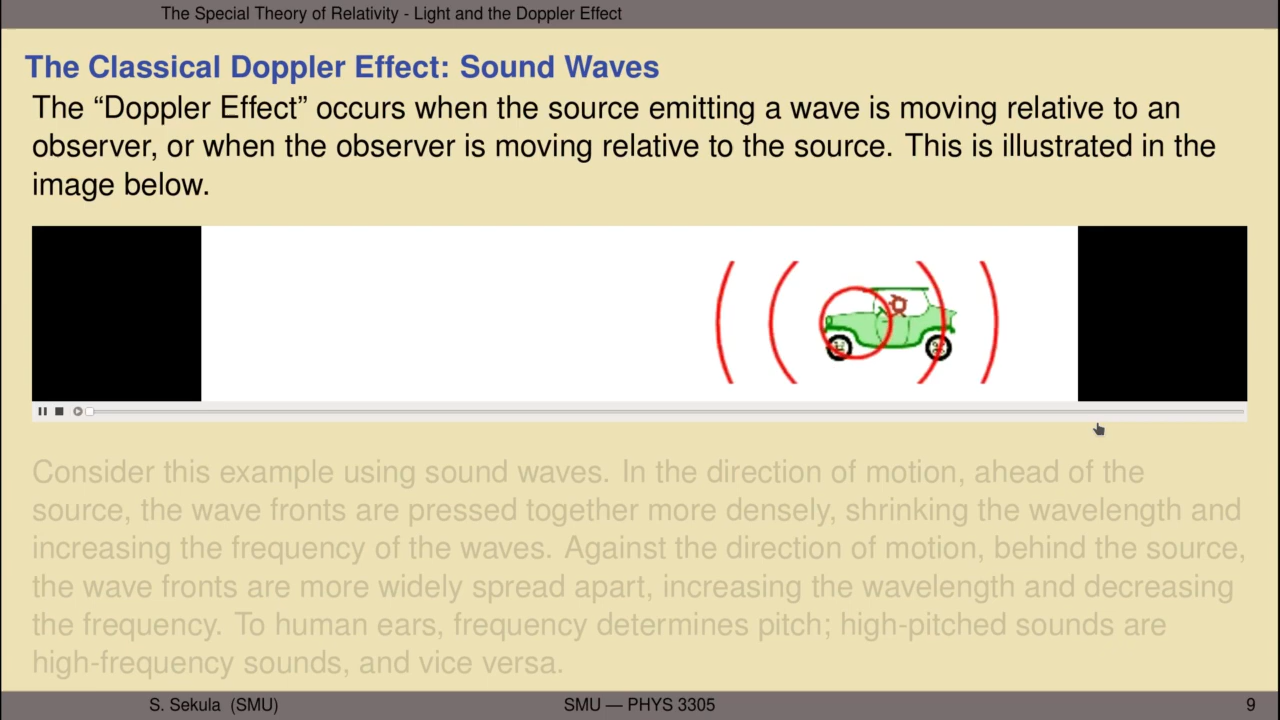 The Special Theory of Relativity - Light and the Doppler Effect
The Classical Doppler Effect: Sound Waves
The “Doppler Effect” occurs when the source emitting a wave is moving relative to an
observer, or when the observer is moving relative to the source. This is illustrated in the
image below.
Consider this example using sound waves. In the direction of motion, ahead of the
source, the wave fronts are pressed together more densely, shrinking the wavelength and
increasing the frequency of the waves. Against the direction of motion, behind the source,
the wave fronts are more widely spread apart, increasing the wavelength and decreasing
the frequency. To human ears, frequency determines pitch; high-pitched sounds are
high-frequency sounds, and vice versa.
S. Sekula (SMU) SMU — PHYS 3305 9